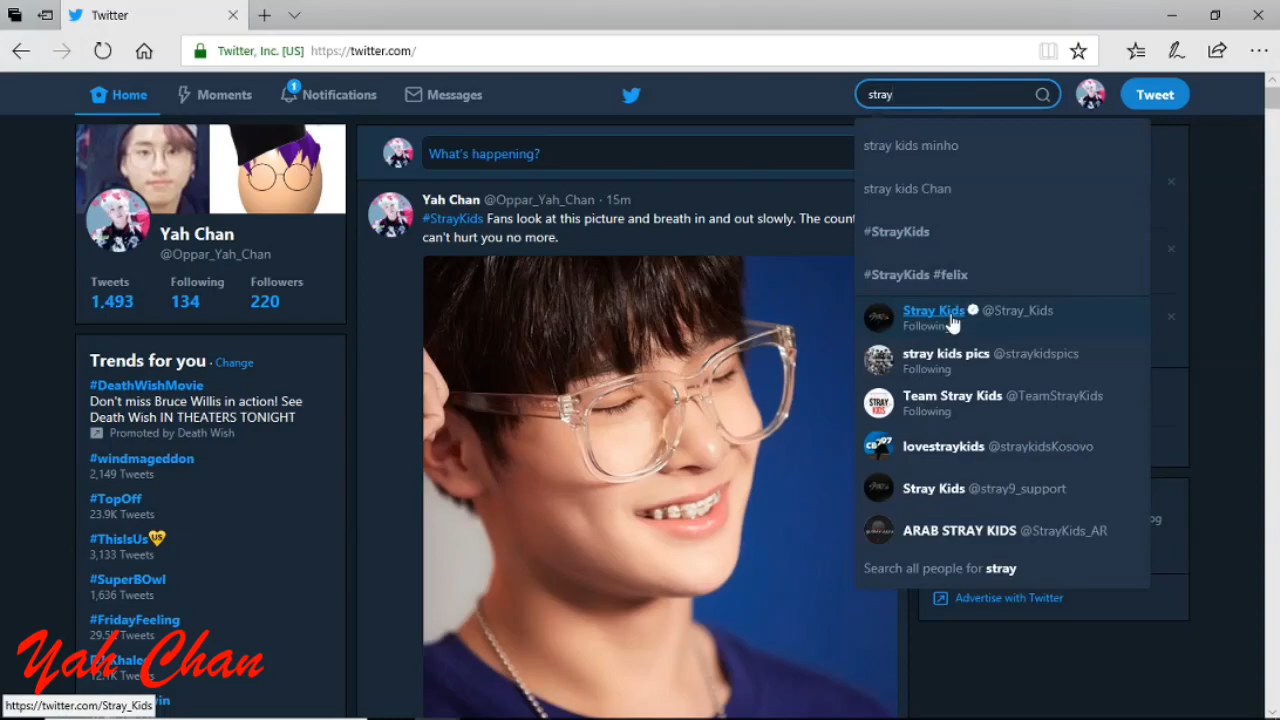 Twitter
Twitter, Inc. [US] https://twitter.com/
Home
Moments
1
Notifications
Messages
stray
Tweet
Yah Chan
@Oppar_Yah_Chan
Tweets Following Followers
1,493 134 220
Trends for you · Change
#DeathWishMovie
Don't miss Bruce Willis in action! See
Death Wish IN THEATERS TONIGHT
Promoted by Death Wish
#windmageddon
2,149 Tweets
#TopOff
23.9K Tweets
#ThisIsUs US
3,133 Tweets
#SuperBOwl
1,636 Tweets
#FridayFeeling
What's happening?
Yah Chan @Oppar_Yah_Chan · 15m
#StrayKids Fans look at this picture and breath in and out slowly. The count
can't hurt you no more.
stray kids minho
stray kids Chan
#StrayKids
#StrayKids #felix
Stray Kids @Stray_Kids
Following
stray kids pics @straykidspics
Following
Team Stray Kids @TeamStrayKids
Following
lovestraykids @straykidsKosovo
Stray Kids @stray9_support
ARAB STRAY KIDS @StrayKids_AR
Search all people for stray
Advertise with Twitter
Yah Chan
https://twitter.com/Stray_Kids